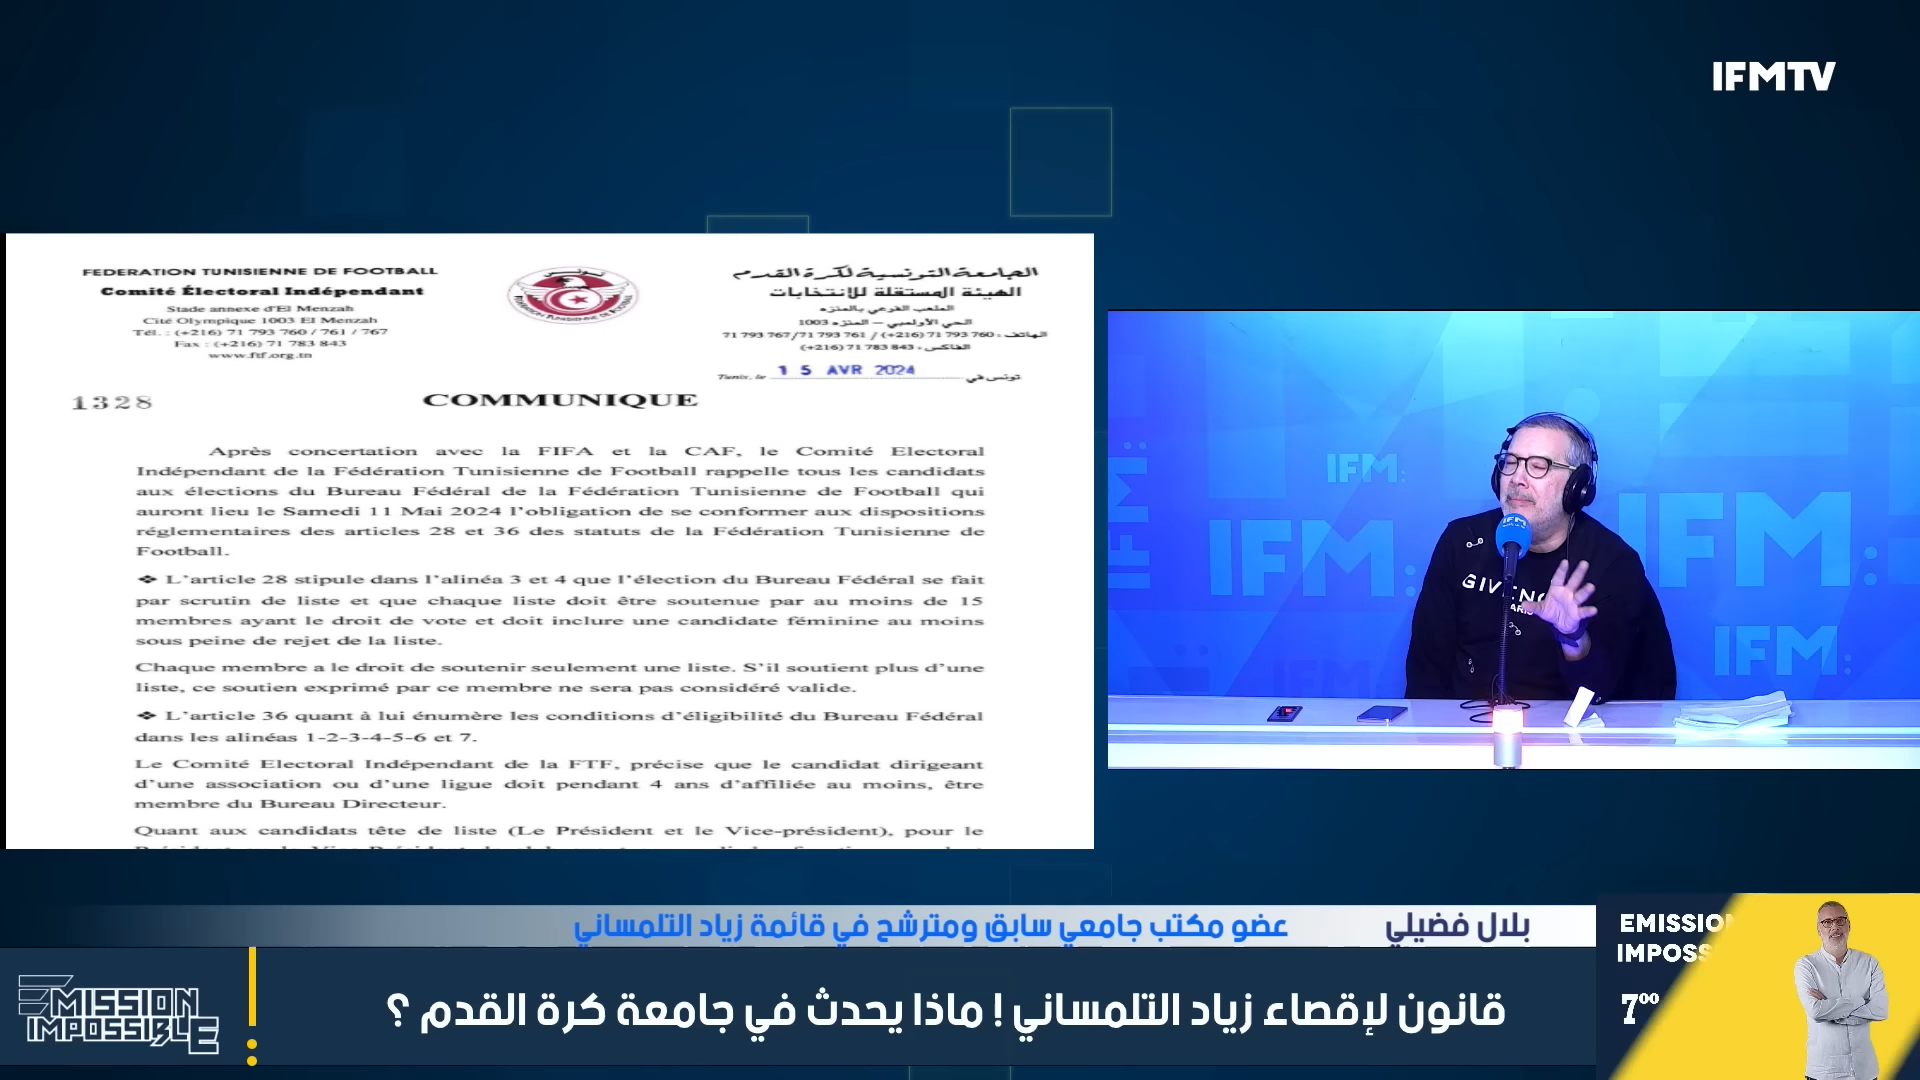 IFMTV
FEDERATION TUNISIENNE DE FOOTBALL
Comité Électoral Indépendant
Stade annexe d'El Menzah
Cité Olympique 1003 El Menzah
Tél. : (+216) 71 793 760 / 761 / 767
Fax : (+216) 71 783 843
www.ftf.org.tn
الجامعة التونسية لكرة القدم
الهيئة المستقلة للانتخابات
الملعب الفرعي بالمنزه
الحي الأولمبي – المنزه 1003
الهاتف : 71 793 760 (216+) / 71 793 761 / 71 793 767
الفاكس : 71 783 843 (216+)
Tunis, le 1 5 AVR 2024 تونس في
1328
COMMUNIQUE
Après concertation avec la FIFA et la CAF, le Comité Electoral
Indépendant de la Fédération Tunisienne de Football rappelle tous les candidats
aux élections du Bureau Fédéral de la Fédération Tunisienne de Football qui
auront lieu le Samedi 11 Mai 2024 l'obligation de se conformer aux dispositions
réglementaires des articles 28 et 36 des statuts de la Fédération Tunisienne de
Football.
❖ L'article 28 stipule dans l'alinéa 3 et 4 que l'élection du Bureau Fédéral se fait
par scrutin de liste et que chaque liste doit être soutenue par au moins de 15
membres ayant le droit de vote et doit inclure une candidate féminine au moins
sous peine de rejet de la liste.
Chaque membre a le droit de soutenir seulement une liste. S'il soutient plus d'une
liste, ce soutien exprimé par ce membre ne sera pas considéré valide.
❖ L'article 36 quant à lui énumère les conditions d'éligibilité du Bureau Fédéral
dans les alinéas 1-2-3-4-5-6 et 7.
Le Comité Electoral Indépendant de la FTF, précise que le candidat dirigeant
d'une association ou d'une ligue doit pendant 4 ans d'affiliée au moins, être
membre du Bureau Directeur.
Quant aux candidats tête de liste (Le Président et le Vice-président), pour le
IFM:
IFM:
IFM:
IFM:
IFM
GIVENC
PARIS
بلال فضيلي
عضو مكتب جامعي سابق ومترشح في قائمة زياد التلمساني
قانون لإقصاء زياد التلمساني ! ماذا يحدث في جامعة كرة القدم ؟
EMISSION
IMPOSSIBLE
EMISSION
IMPOSS
7⁰⁰